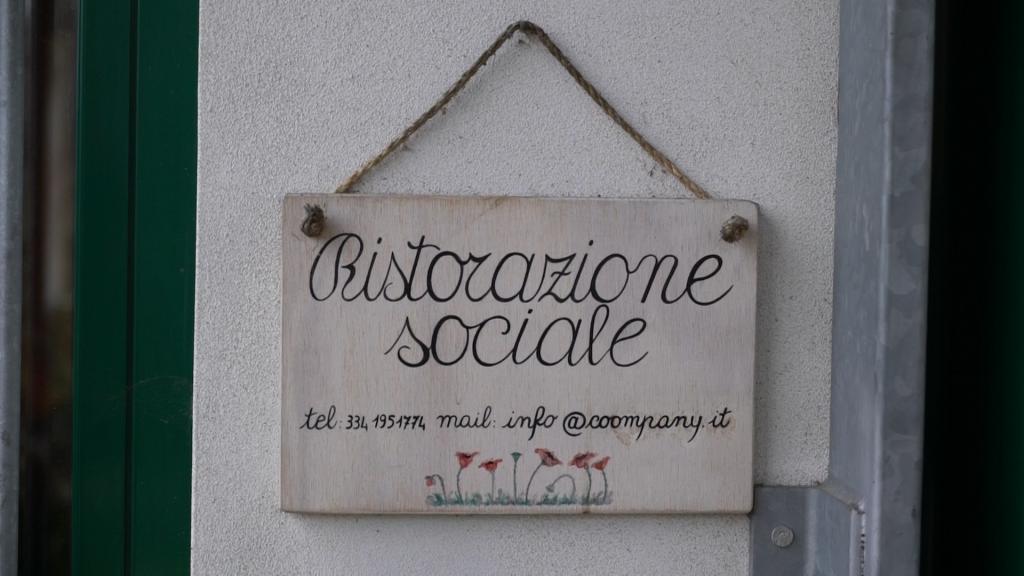 Ristorazione
sociale
tel: 334 1951774 mail: info@coompany.it